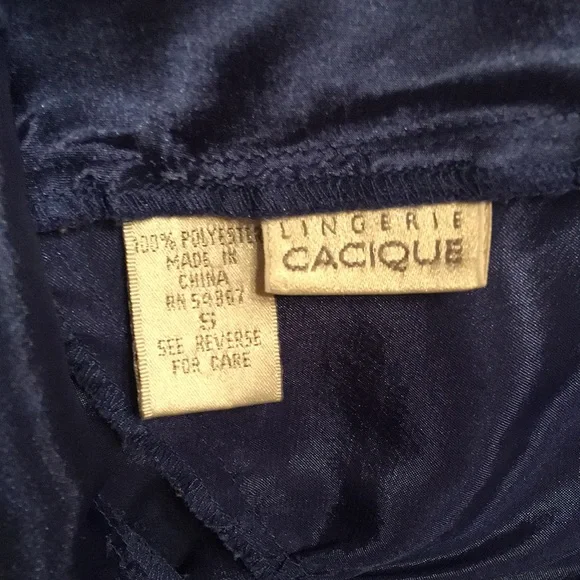 100% POLYESTER
MADE IN
CHINA
RN 54867
S
SEE REVERSE
FOR CARE
LINGERIE
CACIQUE